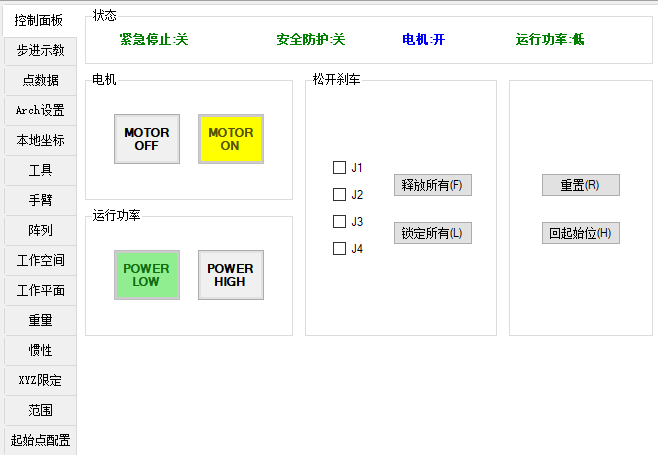 控制面板
步进示教
点数据
Arch设置
本地坐标
工具
手臂
阵列
工作空间
工作平面
重量
惯性
XYZ限定
范围
起始点配置
状态
紧急停止:关 安全防护:关 电机:开 运行功率:低
电机
MOTOR
OFF
MOTOR
ON
运行功率
POWER
LOW
POWER
HIGH
松开刹车
J1
J2
J3
J4
释放所有(F)
锁定所有(L)
重置(R)
回起始位(H)